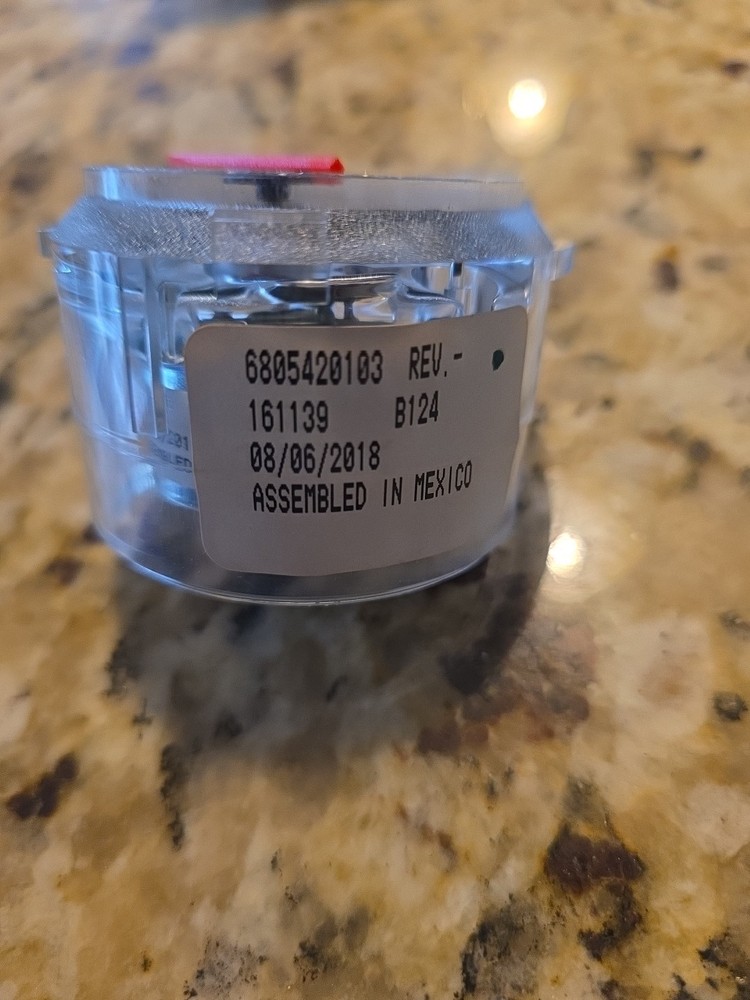 6805420103 REV.-
161139 B124
08/06/2018
ASSEMBLED IN MEXICO